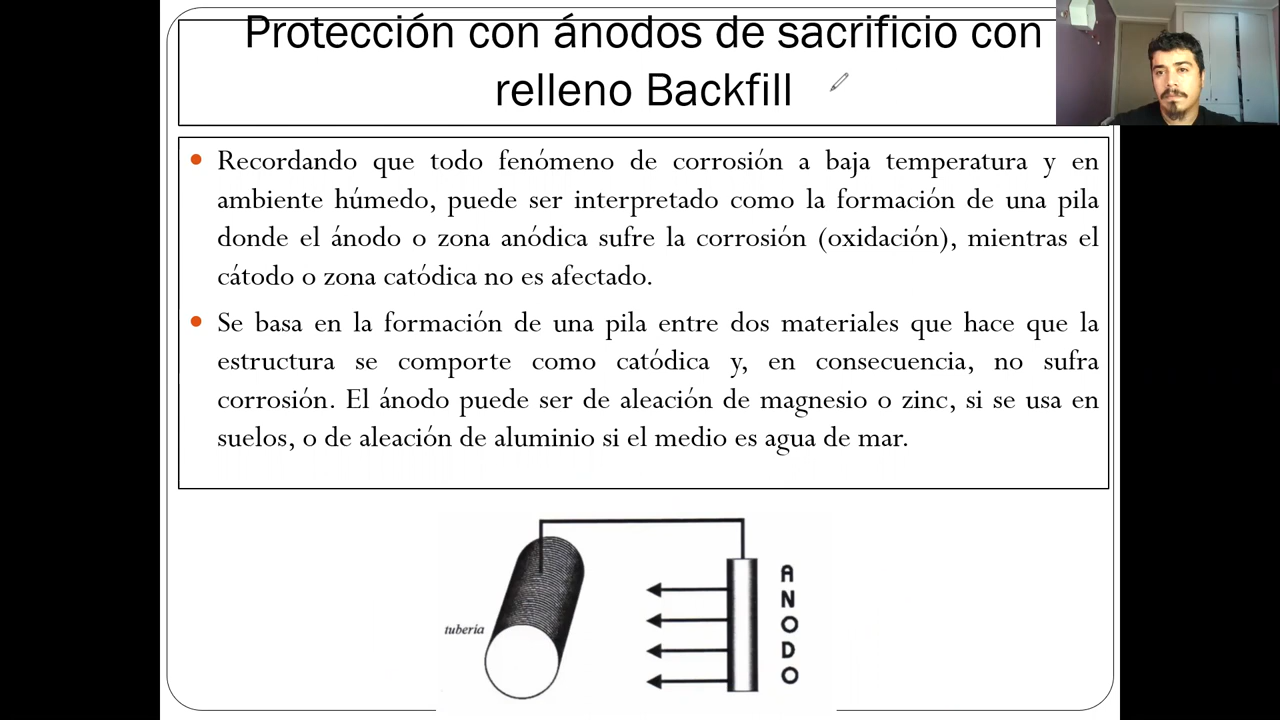 Protección con ánodos de sacrificio con
relleno Backfill
• Recordando que todo fenómeno de corrosión a baja temperatura y en
ambiente húmedo, puede ser interpretado como la formación de una pila
donde el ánodo o zona anódica sufre la corrosión (oxidación), mientras el
cátodo o zona catódica no es afectado.
• Se basa en la formación de una pila entre dos materiales que hace que la
estructura se comporte como catódica y, en consecuencia, no sufra
corrosión. El ánodo puede ser de aleación de magnesio o zinc, si se usa en
suelos, o de aleación de aluminio si el medio es agua de mar.
tubería
ANODO